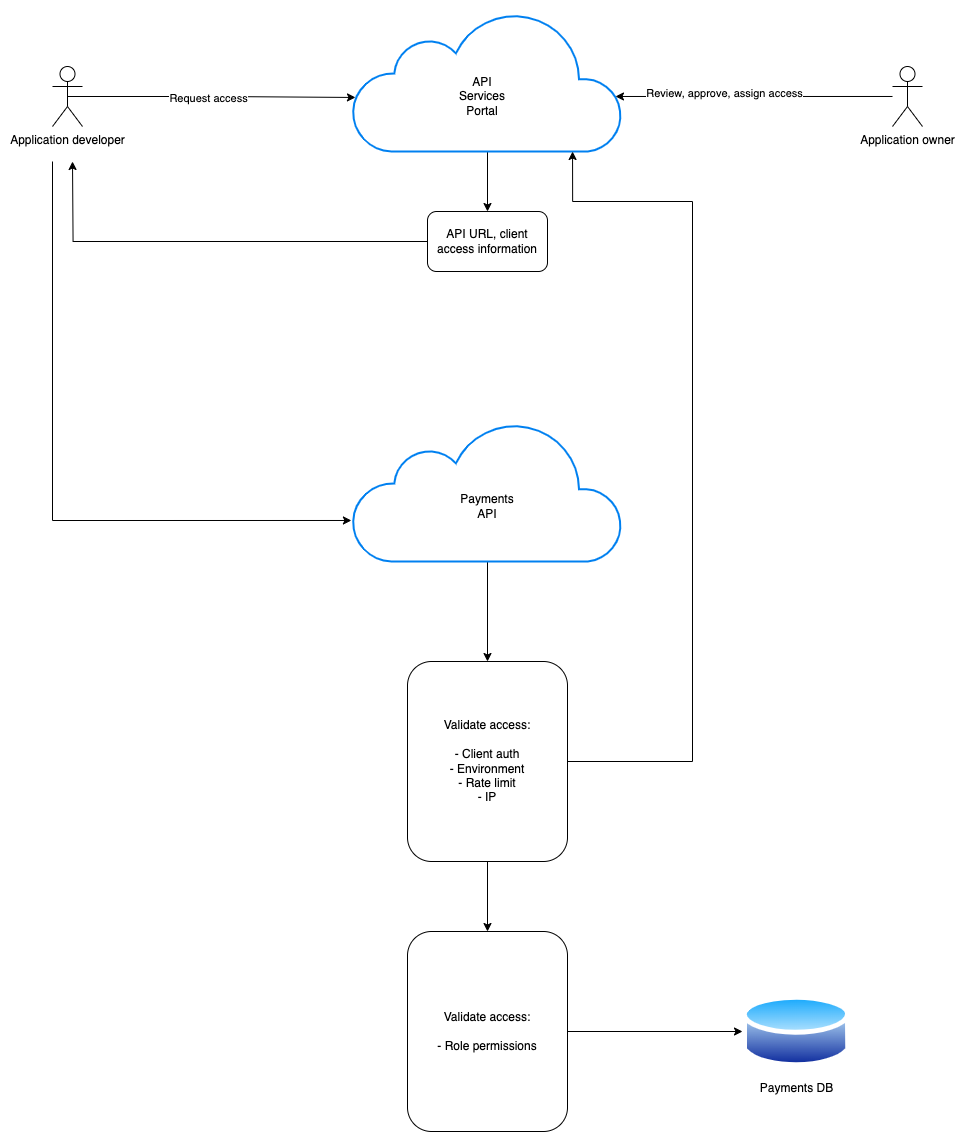 API
Services
Portal
Request access
Review, approve, assign access
Application developer
Application owner
API URL, client
access information
Payments
API
Validate access:
- Client auth
- Environment
- Rate limit
- IP
Validate access:
- Role permissions
Payments DB